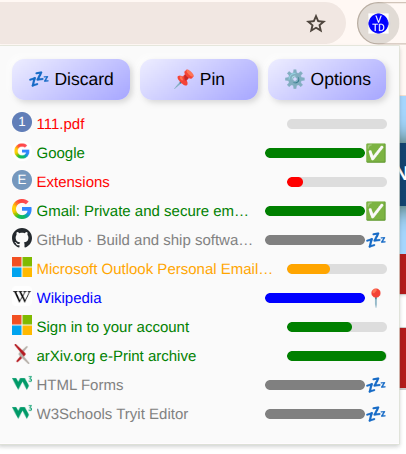 V
TD
Discard
Pin
Options
1 111.pdf
G Google
E Extensions
G Gmail: Private and secure em…
GitHub · Build and ship softwa…
Microsoft Outlook Personal Email…
W Wikipedia
Sign in to your account
arXiv.org e-Print archive
W3 HTML Forms
W3 W3Schools Tryit Editor